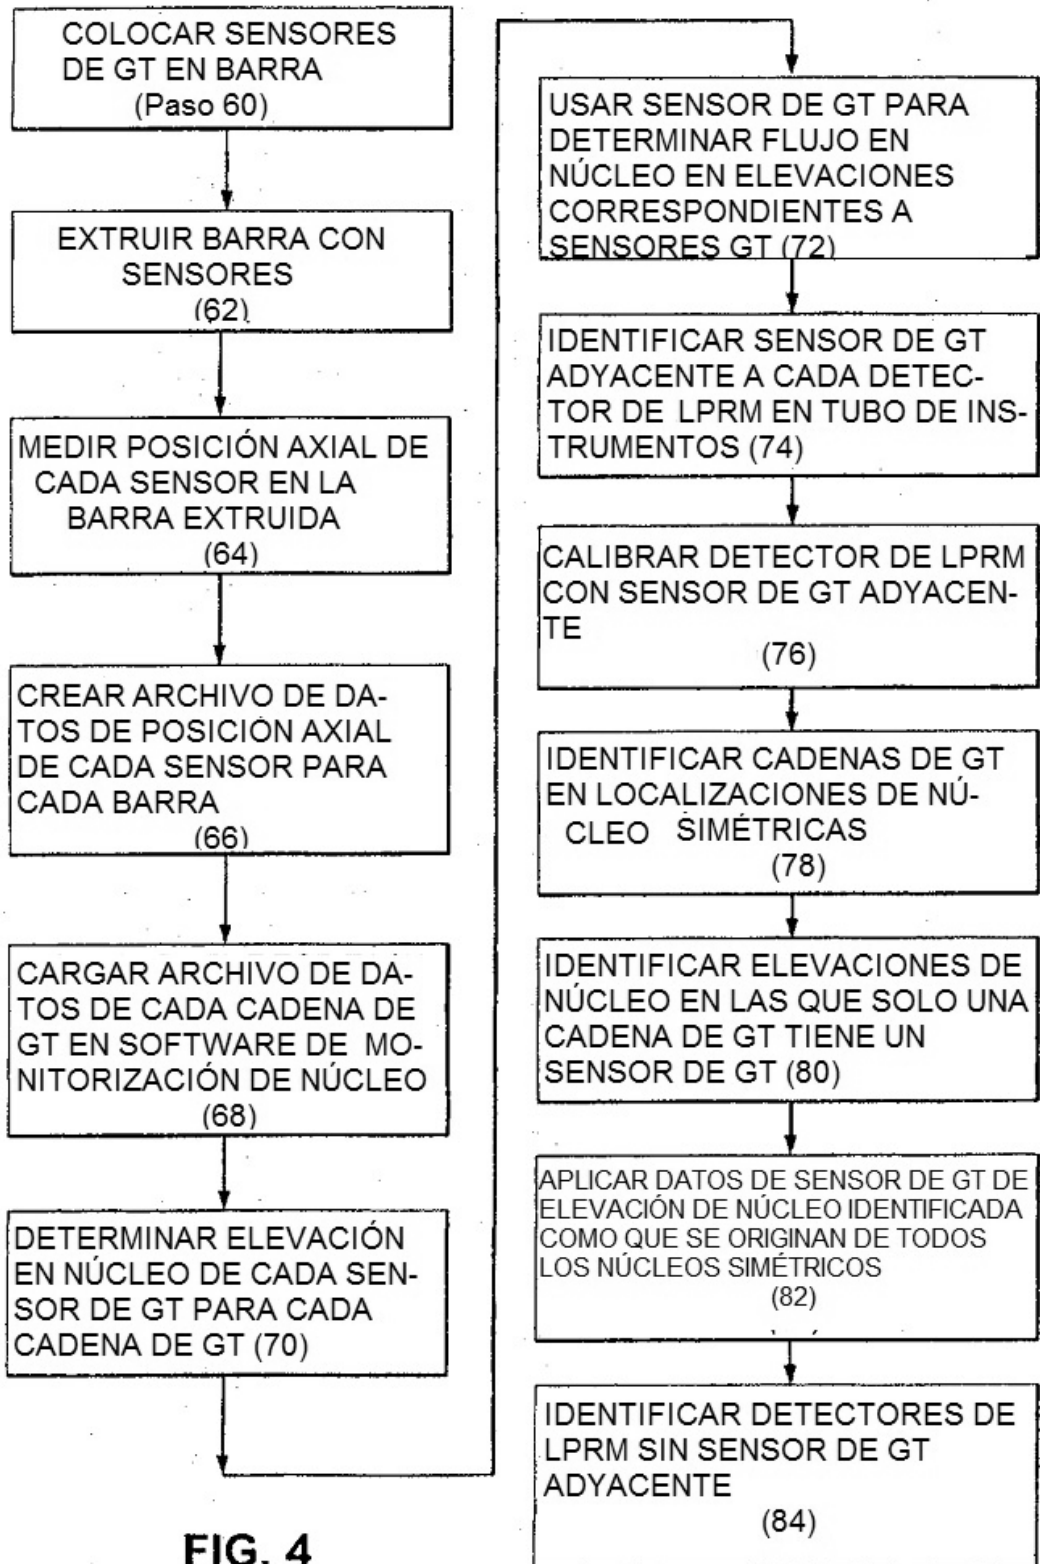 COLOCAR SENSORES
DE GT EN BARRA
(Paso 60)
EXTRUIR BARRA CON
SENSORES
(62)
MEDIR POSICIÓN AXIAL DE
CADA SENSOR EN LA
BARRA EXTRUIDA
(64)
CREAR ARCHIVO DE DA-
TOS DE POSICIÓN AXIAL
DE CADA SENSOR PARA
CADA BARRA
(66)
CARGAR ARCHIVO DE DA-
TOS DE CADA CADENA DE
GT EN SOFTWARE DE MO-
NITORIZACIÓN DE NÚCLEO
(68)
DETERMINAR ELEVACIÓN
EN NÚCLEO DE CADA SEN-
SOR DE GT PARA CADA
CADENA DE GT (70)
USAR SENSOR DE GT PARA
DETERMINAR FLUJO EN
NÚCLEO EN ELEVACIONES
CORRESPONDIENTES A
SENSORES GT (72)
IDENTIFICAR SENSOR DE GT
ADYACENTE A CADA DETEC-
TOR DE LPRM EN TUBO DE INS-
TRUMENTOS (74)
CALIBRAR DETECTOR DE LPRM
CON SENSOR DE GT ADYACEN-
TE
(76)
IDENTIFICAR CADENAS DE GT
EN LOCALIZACIONES DE NÚ-
CLEO SIMÉTRICAS
(78)
IDENTIFICAR ELEVACIONES DE
NÚCLEO EN LAS QUE SOLO UNA
CADENA DE GT TIENE UN
SENSOR DE GT (80)
APLICAR DATOS DE SENSOR DE GT DE
ELEVACIÓN DE NÚCLEO IDENTIFICADA
COMO QUE SE ORIGINAN DE TODOS
LOS NÚCLEOS SIMÉTRICOS
(82)
IDENTIFICAR DETECTORES DE
LPRM SIN SENSOR DE GT
ADYACENTE
(84)
FIG. 4